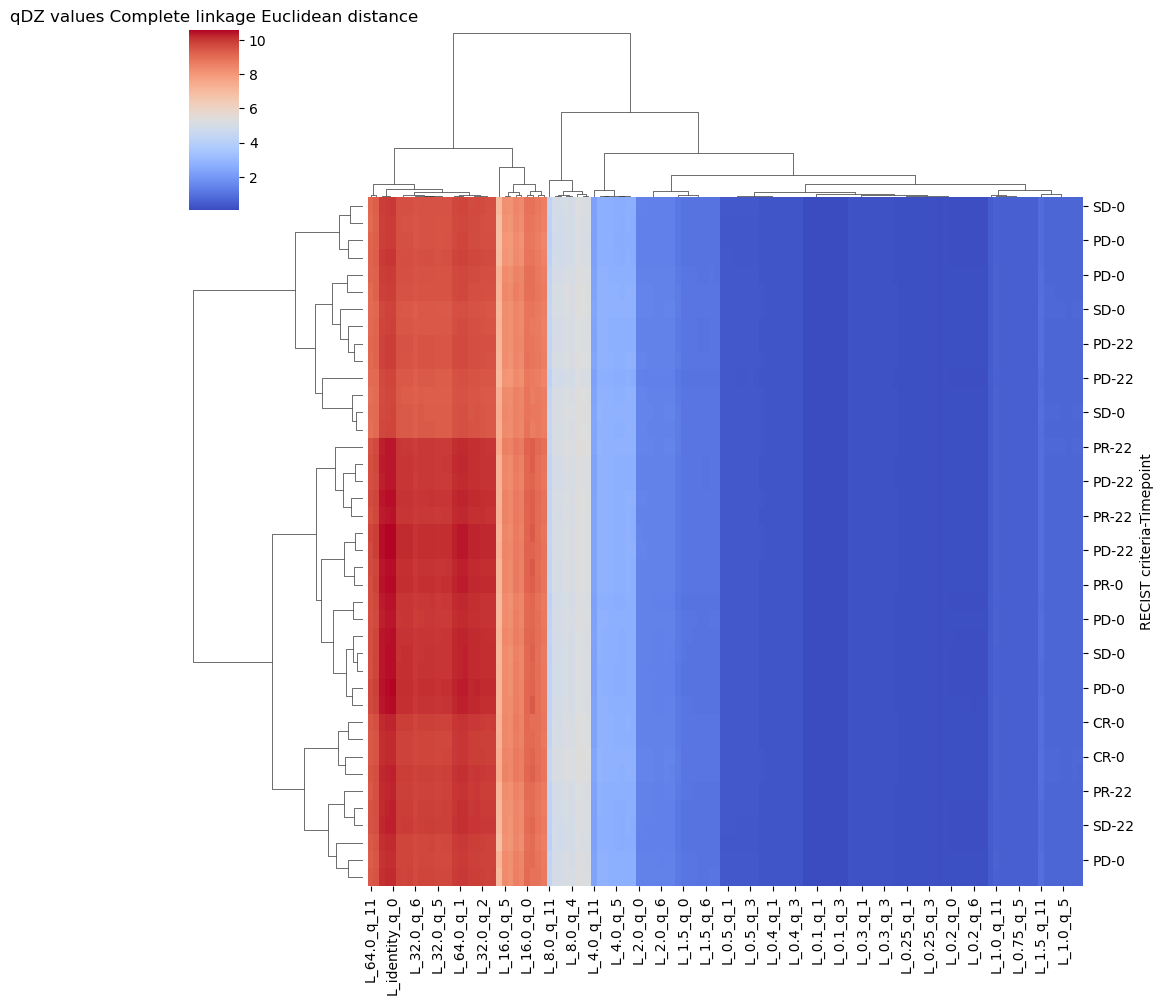 qDZ values Complete linkage Euclidean distance
10
8
6
4
2
SD-0
PD-0
PD-0
SD-0
PD-22
PD-22
SD-0
PR-22
PD-22
PR-22
PD-22
PR-0
PD-0
SD-0
PD-0
CR-0
CR-0
PR-22
SD-22
PD-0
RECIST criteria-Timepoint
L_64.0_q_11
L_identity_q_0
L_32.0_q_6
L_32.0_q_5
L_64.0_q_1
L_32.0_q_2
L_16.0_q_5
L_16.0_q_0
L_8.0_q_11
L_8.0_q_4
L_4.0_q_11
L_4.0_q_5
L_2.0_q_0
L_2.0_q_6
L_1.5_q_0
L_1.5_q_6
L_0.5_q_1
L_0.5_q_3
L_0.4_q_1
L_0.4_q_3
L_0.1_q_1
L_0.1_q_3
L_0.3_q_1
L_0.3_q_3
L_0.25_q_1
L_0.25_q_3
L_0.2_q_0
L_0.2_q_6
L_1.0_q_11
L_0.75_q_5
L_1.5_q_11
L_1.0_q_5